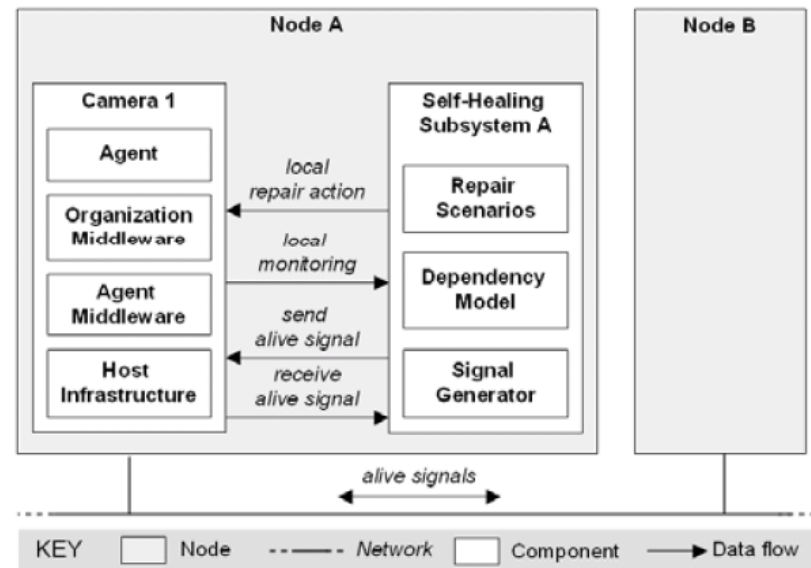 Node A
Node B
Camera 1
Agent
Organization
Middleware
Agent
Middleware
Host
Infrastructure
local
repair action
local
monitoring
send
alive signal
receive
alive signal
Self-Healing
Subsystem A
Repair
Scenarios
Dependency
Model
Signal
Generator
alive signals
KEY Node Network Component Data flow